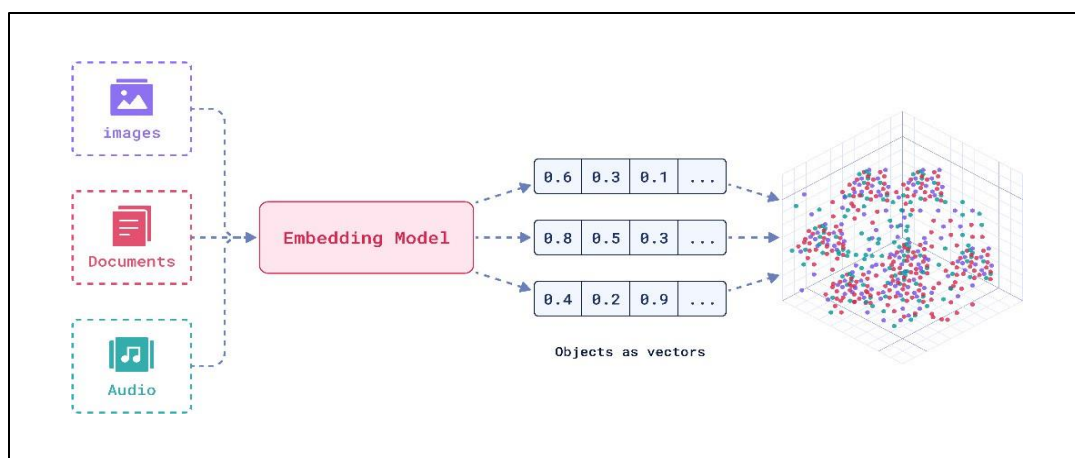 images
Documents
Audio
Embedding Model
0.6 0.3 0.1 ...
0.8 0.5 0.3 ...
0.4 0.2 0.9 ...
Objects as vectors